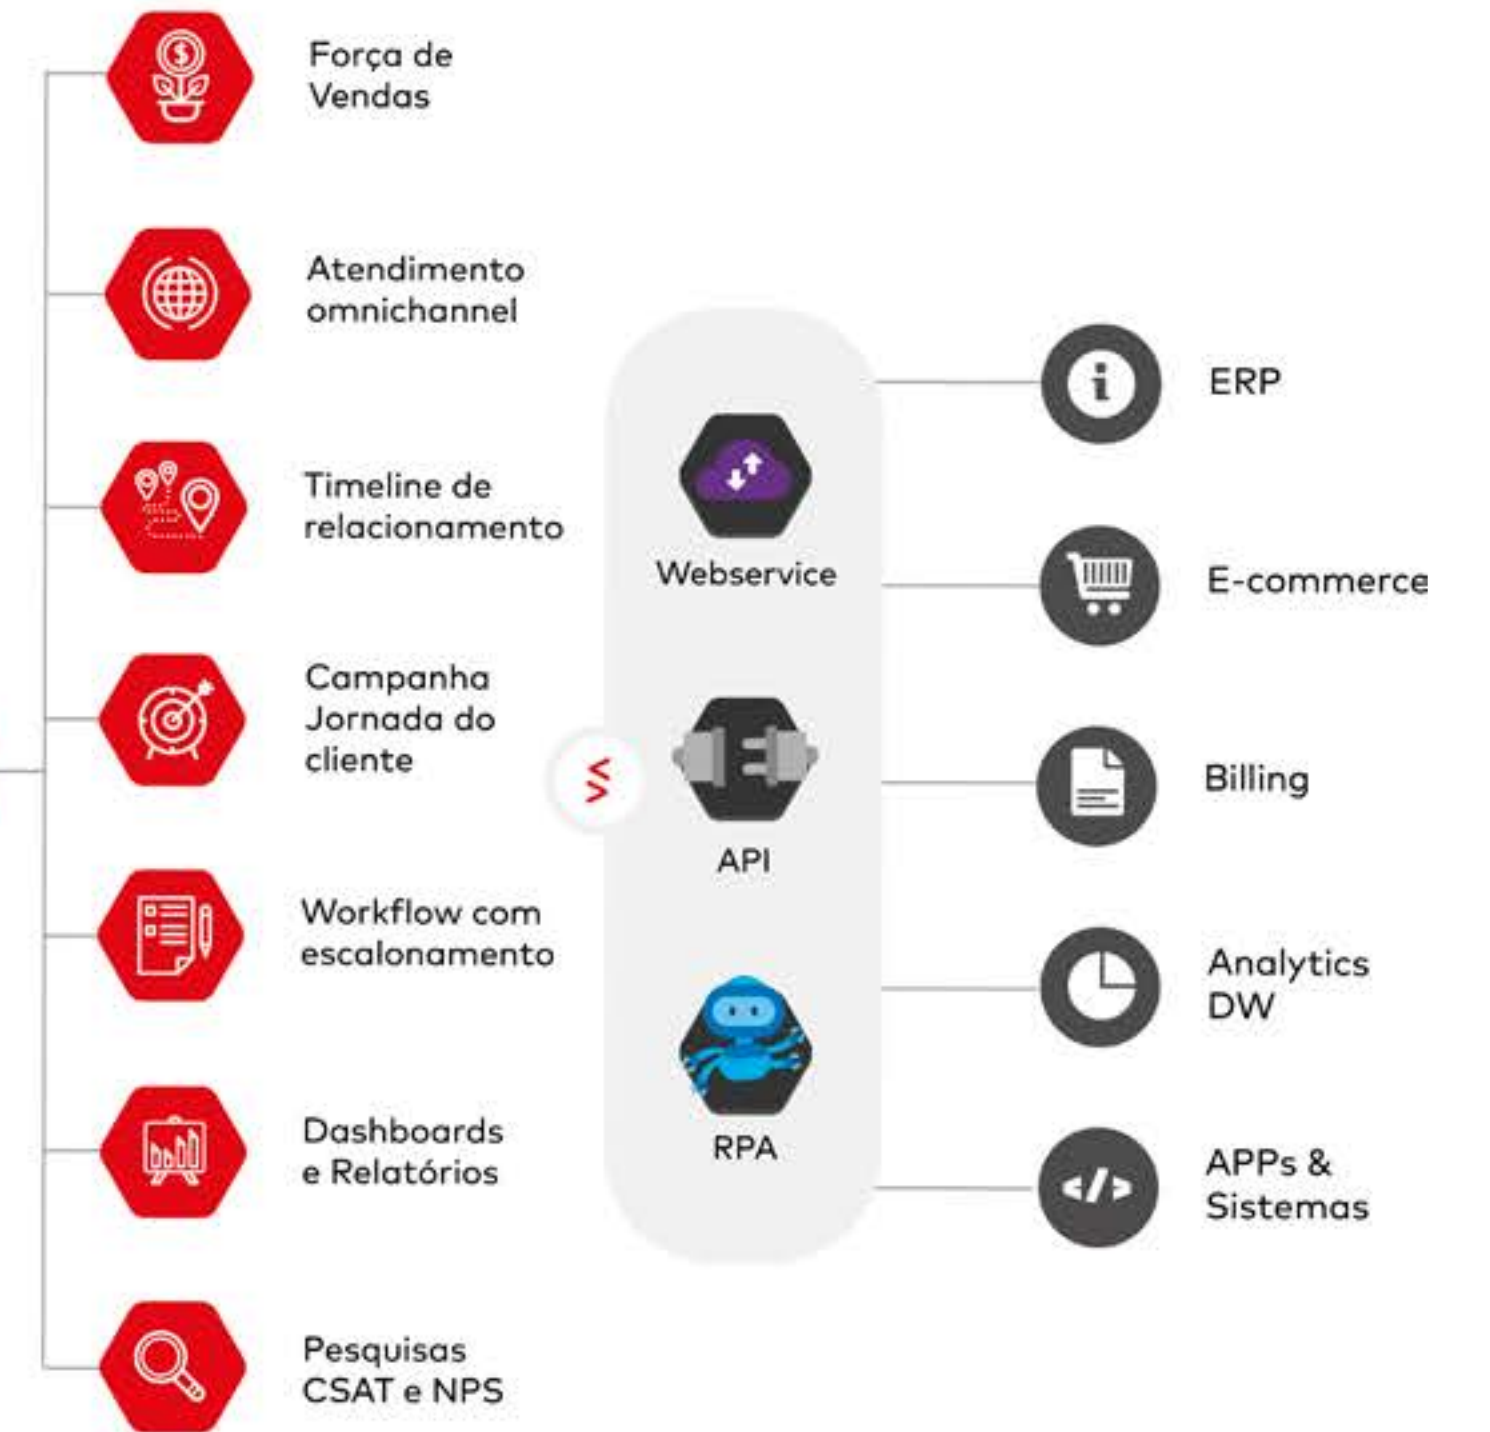 Força de
Vendas
Atendimento
omnichannel
Timeline de
relacionamento
Campanha
Jornada do
cliente
Workflow com
escalonamento
Dashboards
e Relatórios
Pesquisas
CSAT e NPS
Webservice
API
RPA
ERP
E-commerce
Billing
Analytics
DW
APPs &
Sistemas